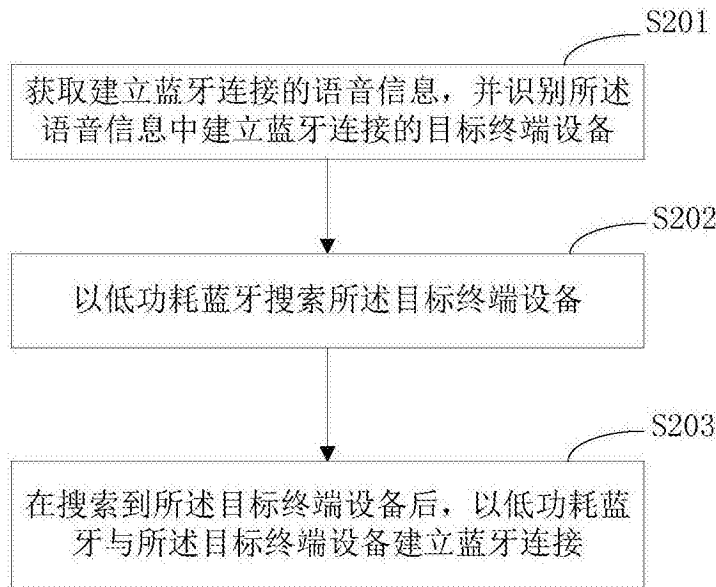 S201
获取建立蓝牙连接的语音信息，并识别所述
语音信息中建立蓝牙连接的目标终端设备
S202
以低功耗蓝牙搜索所述目标终端设备
S203
在搜索到所述目标终端设备后，以低功耗蓝
牙与所述目标终端设备建立蓝牙连接